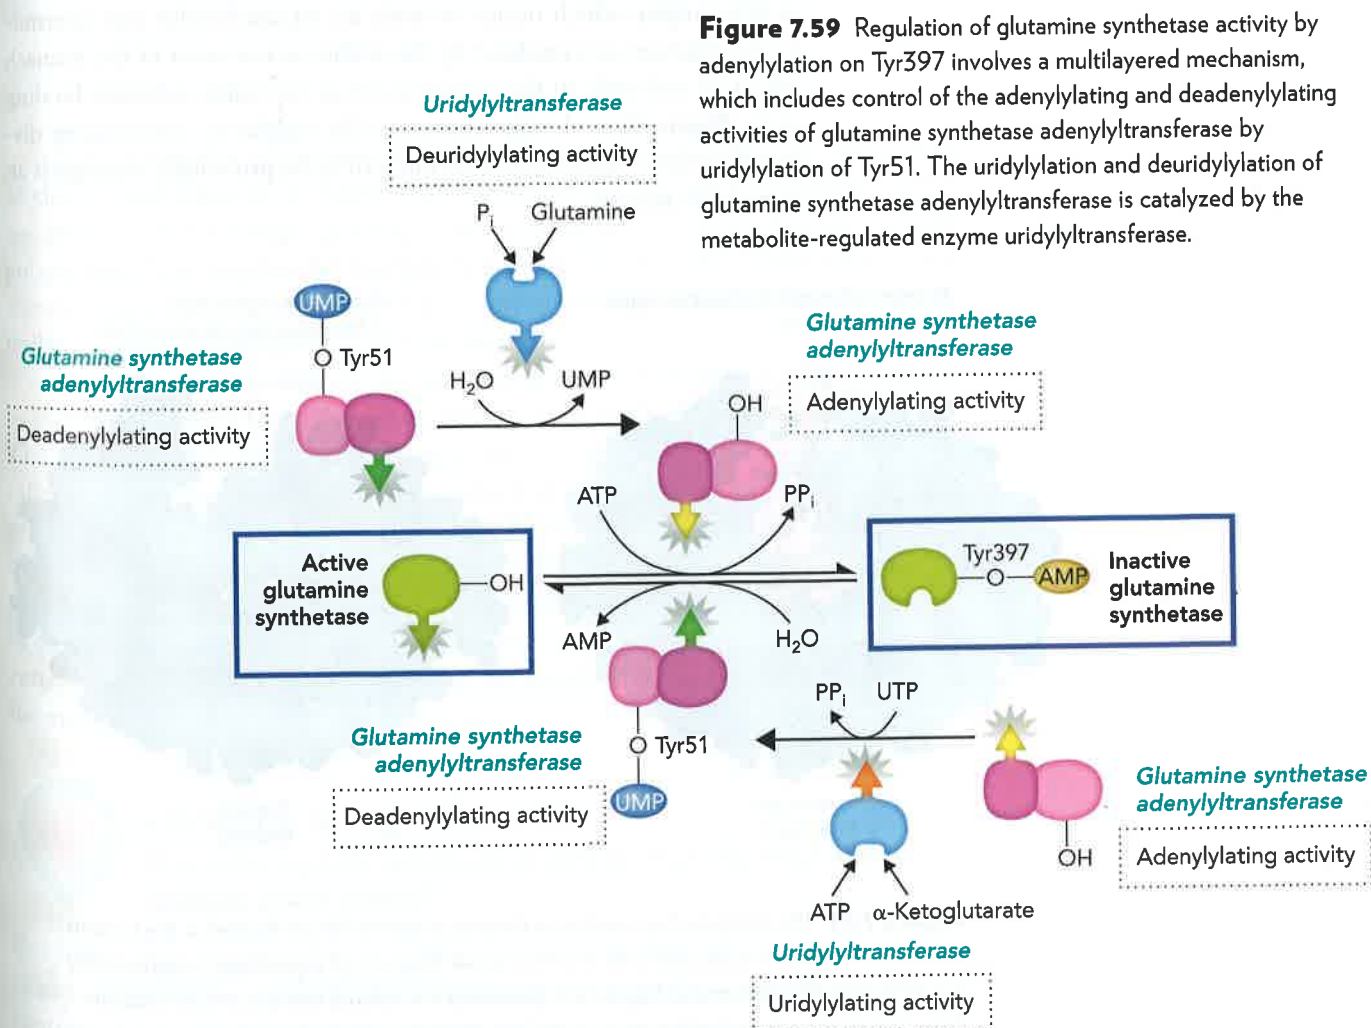 Figure 7.59 Regulation of glutamine synthetase activity by
adenylylation on Tyr397 involves a multilayered mechanism,
which includes control of the adenylylating and deadenylylating
activities of glutamine synthetase adenylyltransferase by
uridylylation of Tyr51. The uridylylation and deuridylylation of
glutamine synthetase adenylyltransferase is catalyzed by the
metabolite-regulated enzyme uridylyltransferase.
Uridylyltransferase
Deuridylylating activity
Pi Glutamine
UMP
O Tyr51
Glutamine synthetase
adenylyltransferase
Deadenylylating activity
H2O UMP
Glutamine synthetase
adenylyltransferase
Adenylylating activity
OH
ATP PPi
Active
glutamine
synthetase
OH
Tyr397
O AMP
Inactive
glutamine
synthetase
AMP H2O
Glutamine synthetase
adenylyltransferase
Deadenylylating activity
O Tyr51
UMP
PPi UTP
Glutamine synthetase
adenylyltransferase
Adenylylating activity
OH
ATP α-Ketoglutarate
Uridylyltransferase
Uridylylating activity